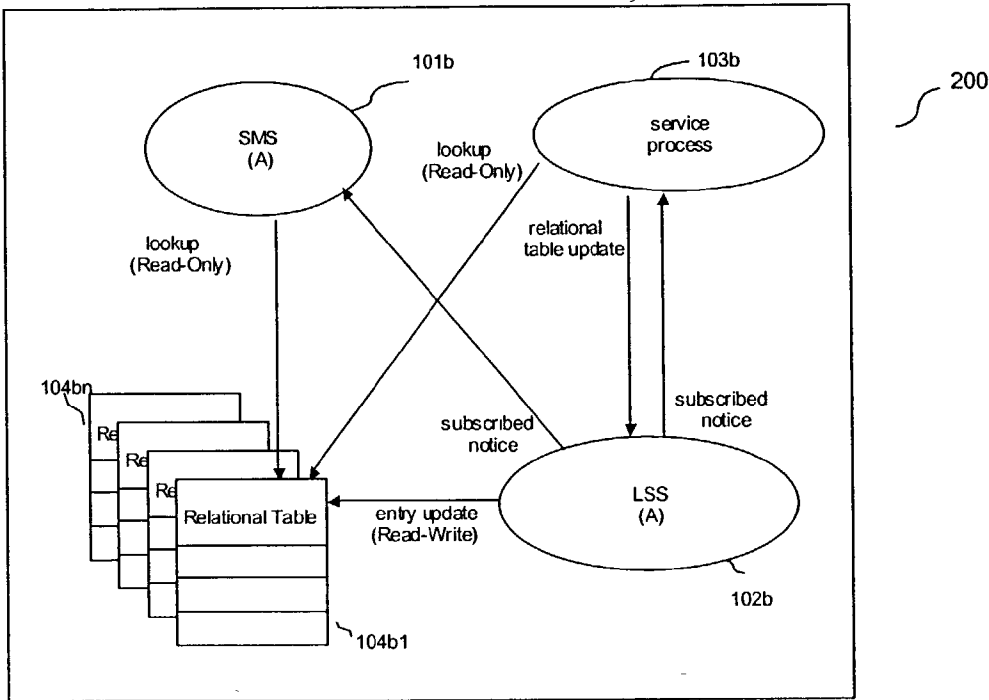 101b
103b
200
SMS
(A)
service
process
lookup
(Read-Only)
lookup
(Read-Only)
relational
table update
104bn
subscribed
notice
subscribed
notice
Re
Re
Re
Relational Table
entry update
(Read-Write)
LSS
(A)
102b
104b1